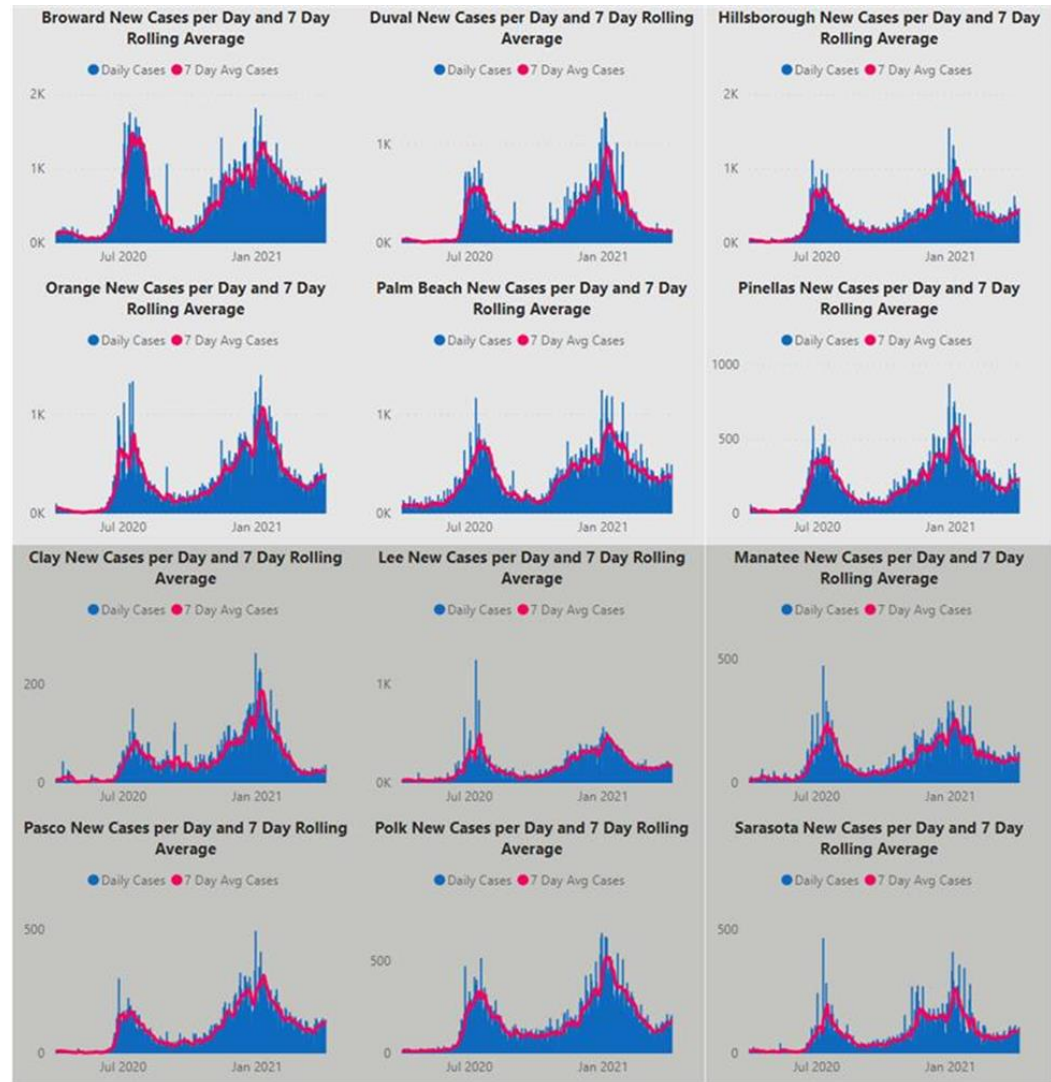 Broward New Cases per Day and 7 Day
Rolling Average
Daily Cases 7 Day Avg Cases
2K
1K
0K
Jul 2020 Jan 2021
Duval New Cases per Day and 7 Day Rolling
Average
Daily Cases 7 Day Avg Cases
1K
0K
Jul 2020 Jan 2021
Hillsborough New Cases per Day and 7 Day
Rolling Average
Daily Cases 7 Day Avg Cases
2K
1K
0K
Jul 2020 Jan 2021
Orange New Cases per Day and 7 Day
Rolling Average
Daily Cases 7 Day Avg Cases
1K
0K
Jul 2020 Jan 2021
Palm Beach New Cases per Day and 7 Day
Rolling Average
Daily Cases 7 Day Avg Cases
1K
0K
Jul 2020 Jan 2021
Pinellas New Cases per Day and 7 Day
Rolling Average
Daily Cases 7 Day Avg Cases
1000
500
0
Jul 2020 Jan 2021
Clay New Cases per Day and 7 Day Rolling
Average
Daily Cases 7 Day Avg Cases
200
0
Jul 2020 Jan 2021
Lee New Cases per Day and 7 Day Rolling
Average
Daily Cases 7 Day Avg Cases
1K
0K
Jul 2020 Jan 2021
Manatee New Cases per Day and 7 Day
Rolling Average
Daily Cases 7 Day Avg Cases
500
0
Jul 2020 Jan 2021
Pasco New Cases per Day and 7 Day Rolling
Average
Daily Cases 7 Day Avg Cases
500
0
Jul 2020 Jan 2021
Polk New Cases per Day and 7 Day Rolling
Average
Daily Cases 7 Day Avg Cases
500
0
Jul 2020 Jan 2021
Sarasota New Cases per Day and 7 Day
Rolling Average
Daily Cases 7 Day Avg Cases
500
0
Jul 2020 Jan 2021